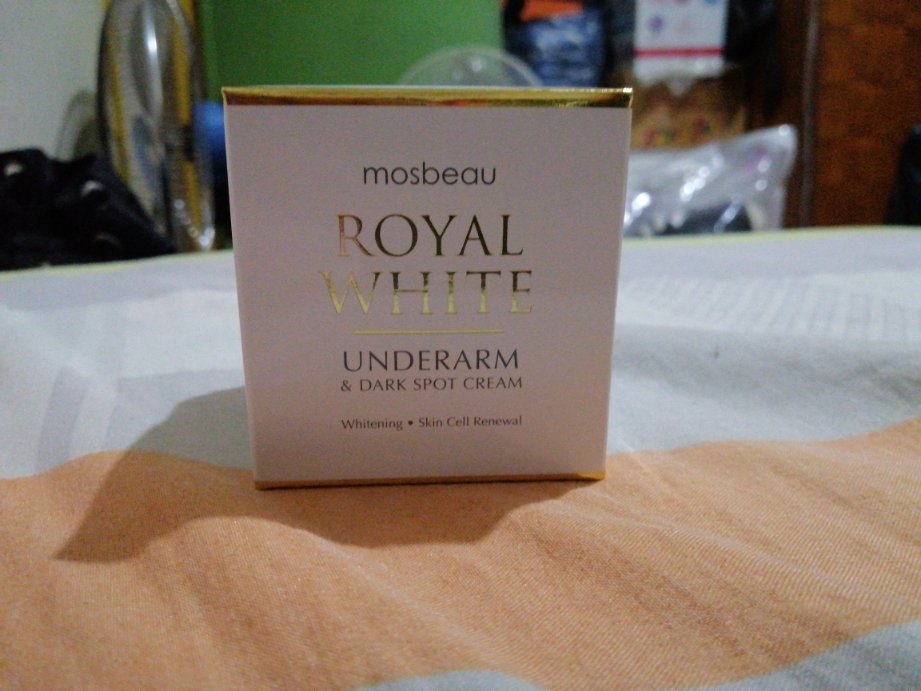 mosbeau
ROYAL
WHITE
UNDERARM
& DARK SPOT CREAM
Whitening • Skin Cell Renewal